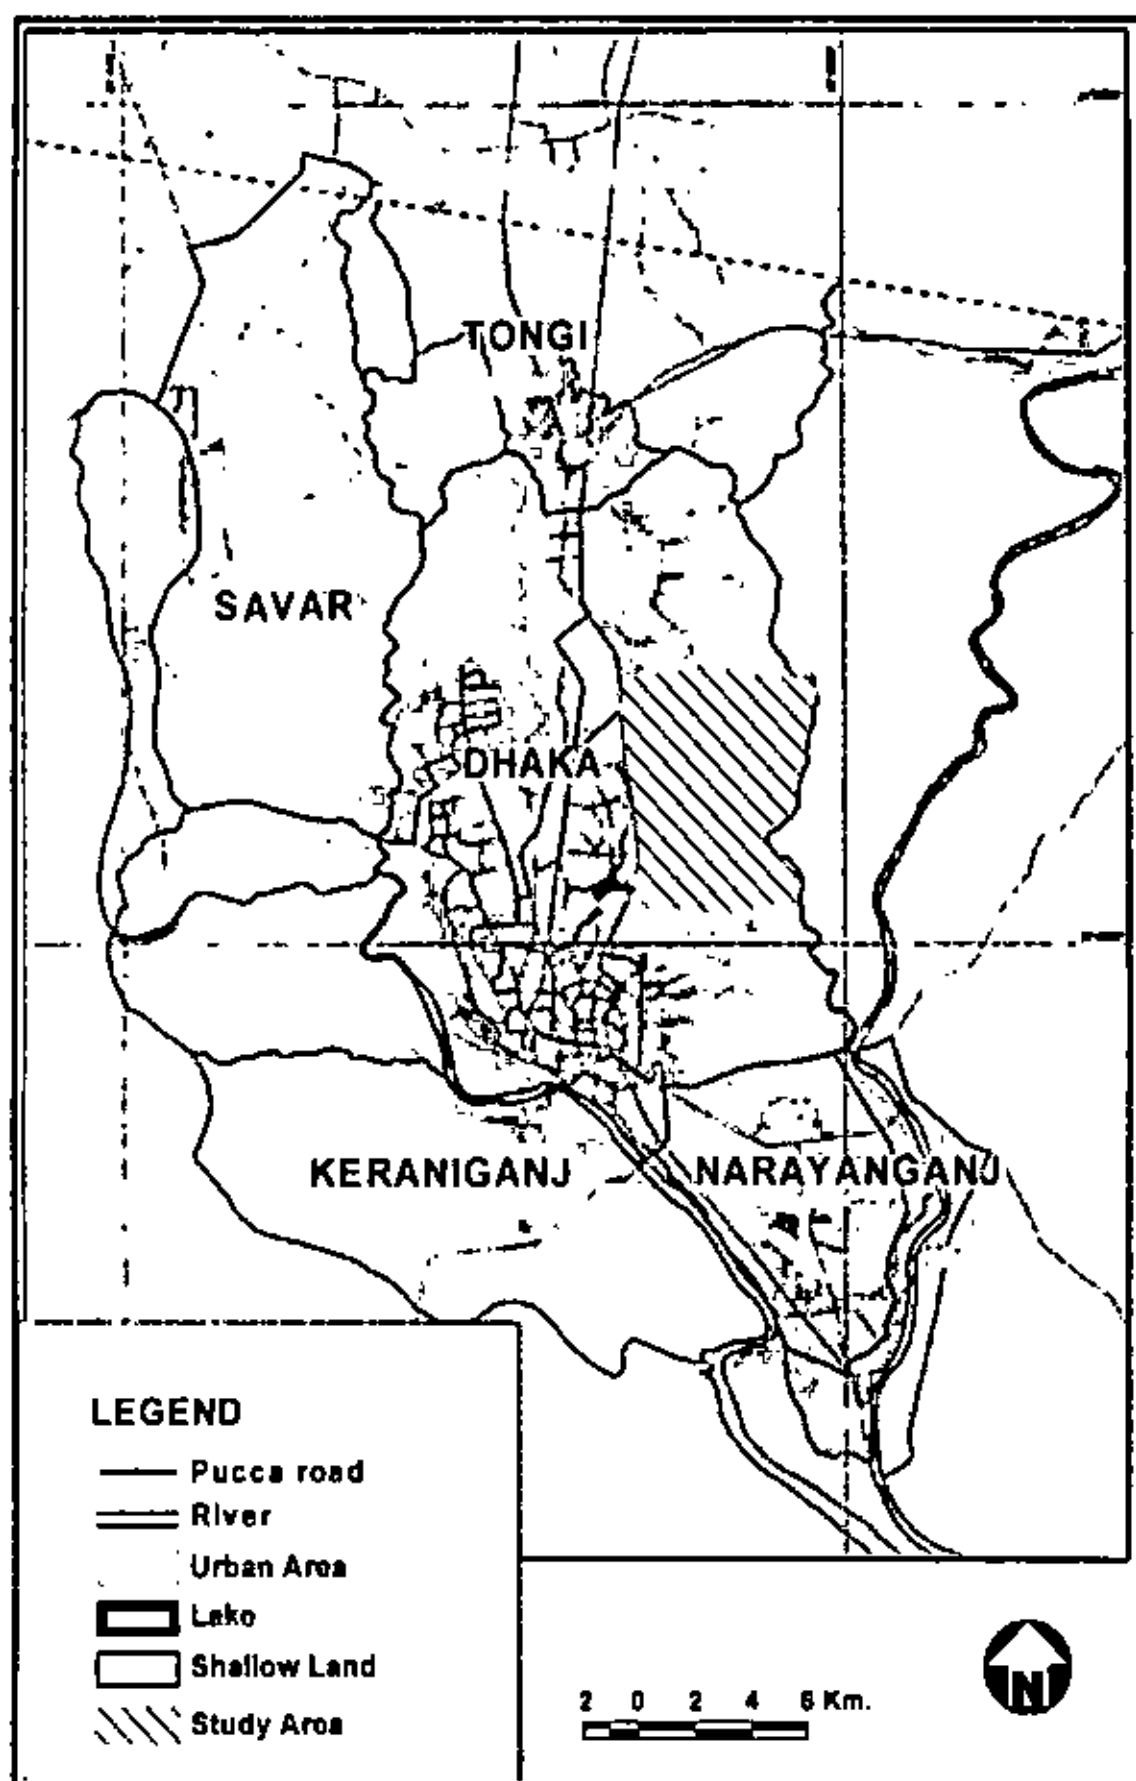 TONGI
SAVAR
DHAKA
KERANIGANJ
NARAYANGANJ
LEGEND
Pucca road
River
Urban Area
Lake
Shallow Land
Study Area
2 0 2 4 6 Km.
N